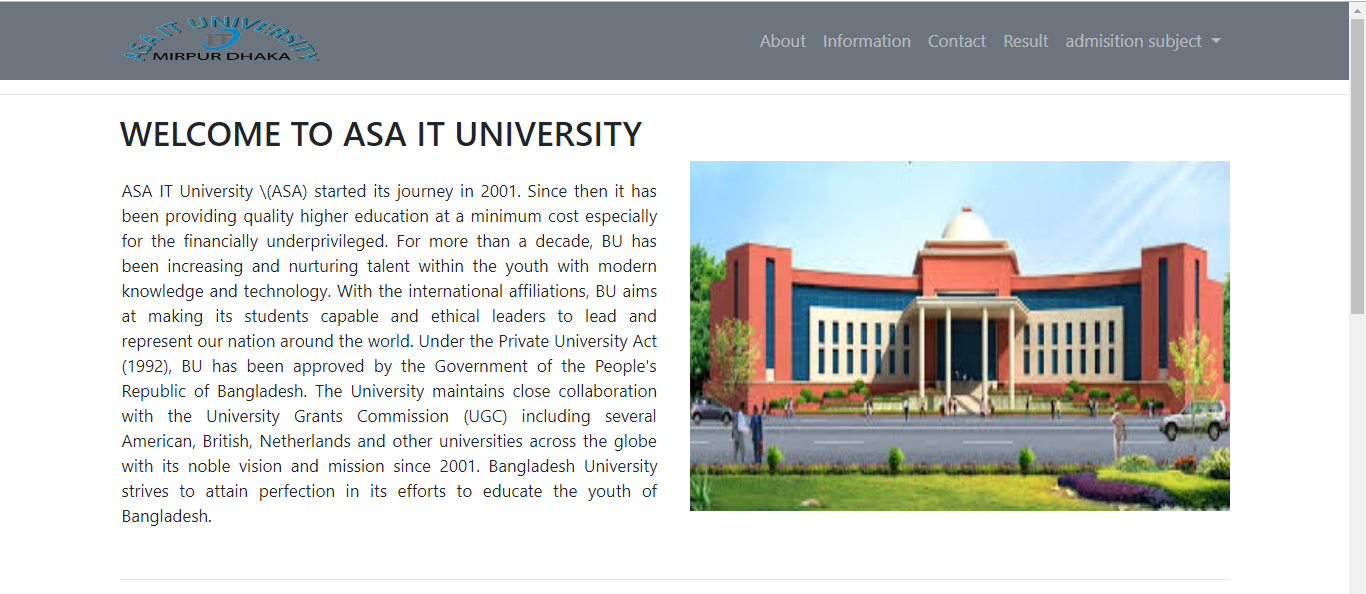 ASA IT UNIVERSITY
IT
MIRPUR DHAKA
About Information Contact Result admisition subject
WELCOME TO ASA IT UNIVERSITY
ASA IT University \(ASA) started its journey in 2001. Since then it has
been providing quality higher education at a minimum cost especially
for the financially underprivileged. For more than a decade, BU has
been increasing and nurturing talent within the youth with modern
knowledge and technology. With the international affiliations, BU aims
at making its students capable and ethical leaders to lead and
represent our nation around the world. Under the Private University Act
(1992), BU has been approved by the Government of the People's
Republic of Bangladesh. The University maintains close collaboration
with the University Grants Commission (UGC) including several
American, British, Netherlands and other universities across the globe
with its noble vision and mission since 2001. Bangladesh University
strives to attain perfection in its efforts to educate the youth of
Bangladesh.